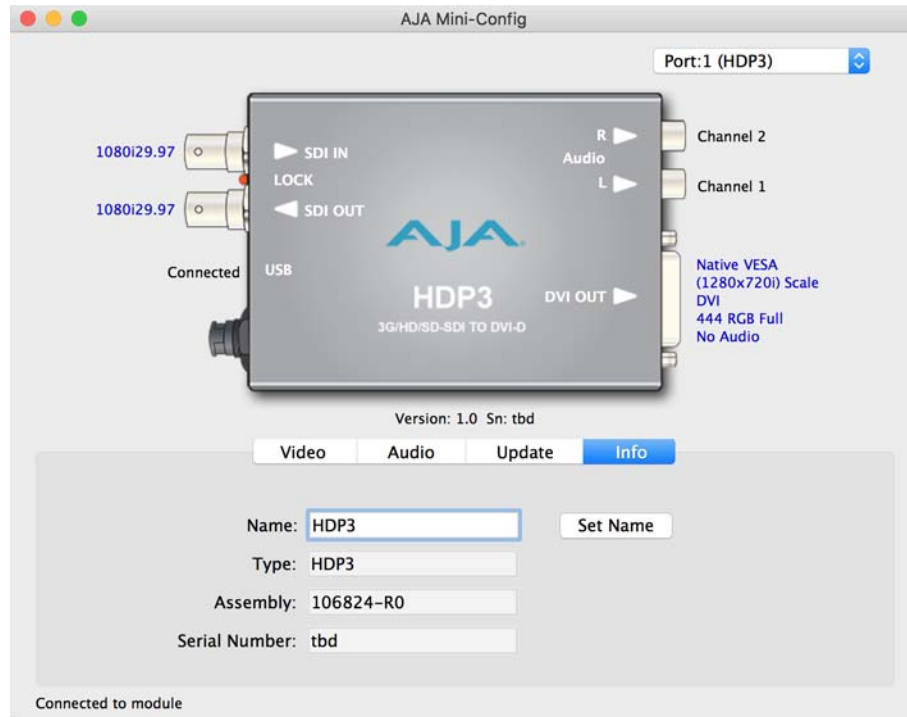 AJA Mini-Config
Port:1 (HDP3)
1080i29.97
SDI IN
LOCK
1080i29.97
SDI OUT
Connected
USB
R
Audio
L
Channel 2
Channel 1
AJA
HDP3
3G/HD/SD-SDI TO DVI-D
DVI OUT
Native VESA
(1280x720i) Scale
DVI
444 RGB Full
No Audio
Version: 1.0 Sn: tbd
Video Audio Update Info
Name: HDP3 Set Name
Type: HDP3
Assembly: 106824-R0
Serial Number: tbd
Connected to module